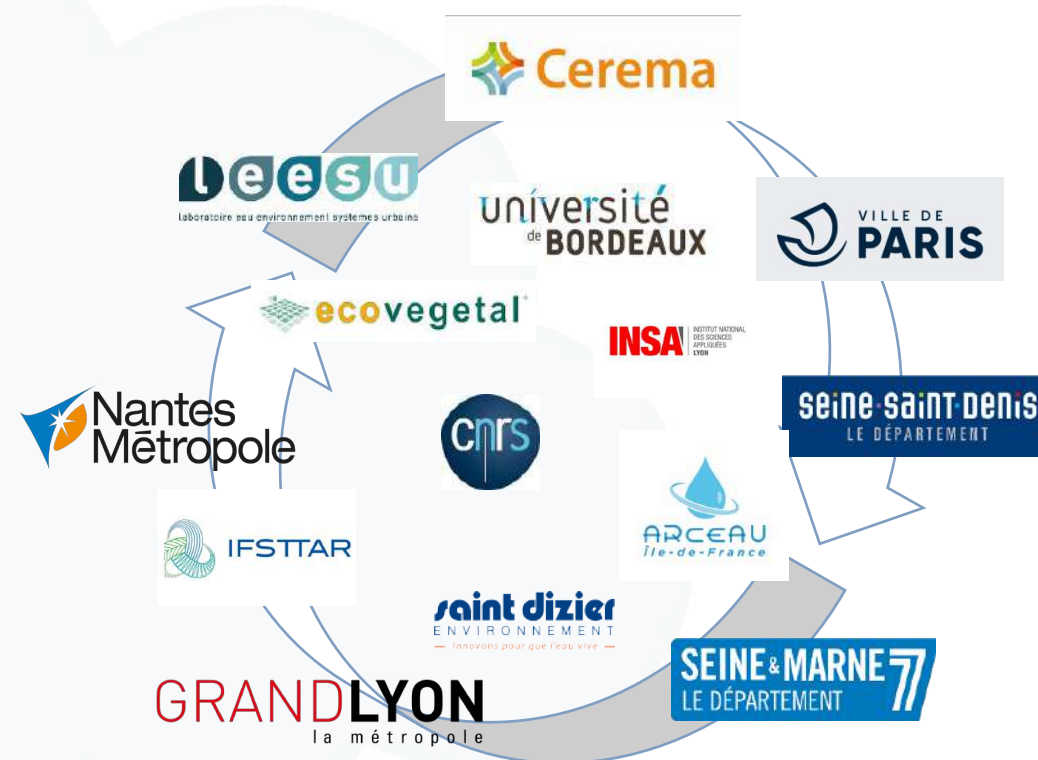 Cerema
leesu
laboratoire eau environnement systemes urbains
université
de BORDEAUX
VILLE DE
PARIS
ecovegetal
INSA
INSTITUT NATIONAL
DES SCIENCES
APPLIQUÉES
LYON
seine-saint-denis
LE DÉPARTEMENT
Nantes
Métropole
cnrs
ARCEAU
Île-de-France
IFSTTAR
saint dizier
ENVIRONNEMENT
Innovons pour que l'eau vive
SEINE&MARNE 77
LE DÉPARTEMENT
GRANDLYON
la métropole